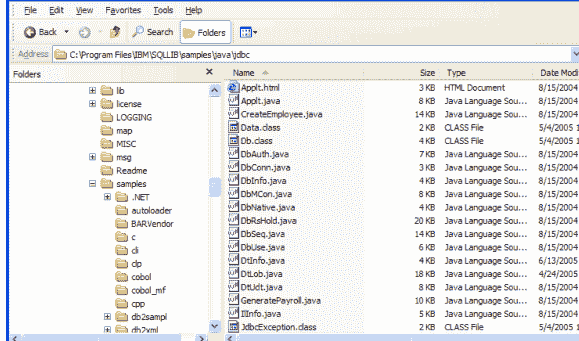 File Edit View Favorites Tools Help
Back Search Folders
Address C:\Program Files\IBM\SQLLIB\samples\java\jdbc
Folders Name Size Type Date Modi
lib
license
LOGGING
map
MISC
msg
Readme
samples
.NET
autoloader
BARVendor
c
cli
clp
cobol
cobol_mf
cpp
db2sampl
db2xml
Applt.html 3 KB HTML Document 8/15/2004
Applt.java 8 KB Java Language Sou... 8/15/2004
CreateEmployee.java 14 KB Java Language Sou... 8/15/2004
Data.class 2 KB CLASS File 5/4/2005 1
Db.class 4 KB CLASS File 5/4/2005 1
DbAuth.java 7 KB Java Language Sou... 8/15/2004
DbConn.java 3 KB Java Language Sou... 8/15/2004
DbInfo.java 4 KB Java Language Sou... 8/15/2004
DbMCon.java 8 KB Java Language Sou... 8/15/2004
DbNative.java 4 KB Java Language Sou... 8/15/2004
DbRsHold.java 20 KB Java Language Sou... 8/15/2004
DbSeq.java 14 KB Java Language Sou... 8/15/2004
DbUse.java 6 KB Java Language Sou... 8/15/2004
DtInfo.java 4 KB Java Language Sou... 6/13/2005
DtLob.java 18 KB Java Language Sou... 4/24/2005
DtUdt.java 8 KB Java Language Sou... 8/15/2004
GeneratePayroll.java 10 KB Java Language Sou... 8/15/2004
IlInfo.java 5 KB Java Language Sou... 8/15/2004
JdbcException.class 2 KB CLASS File 5/4/2005 1